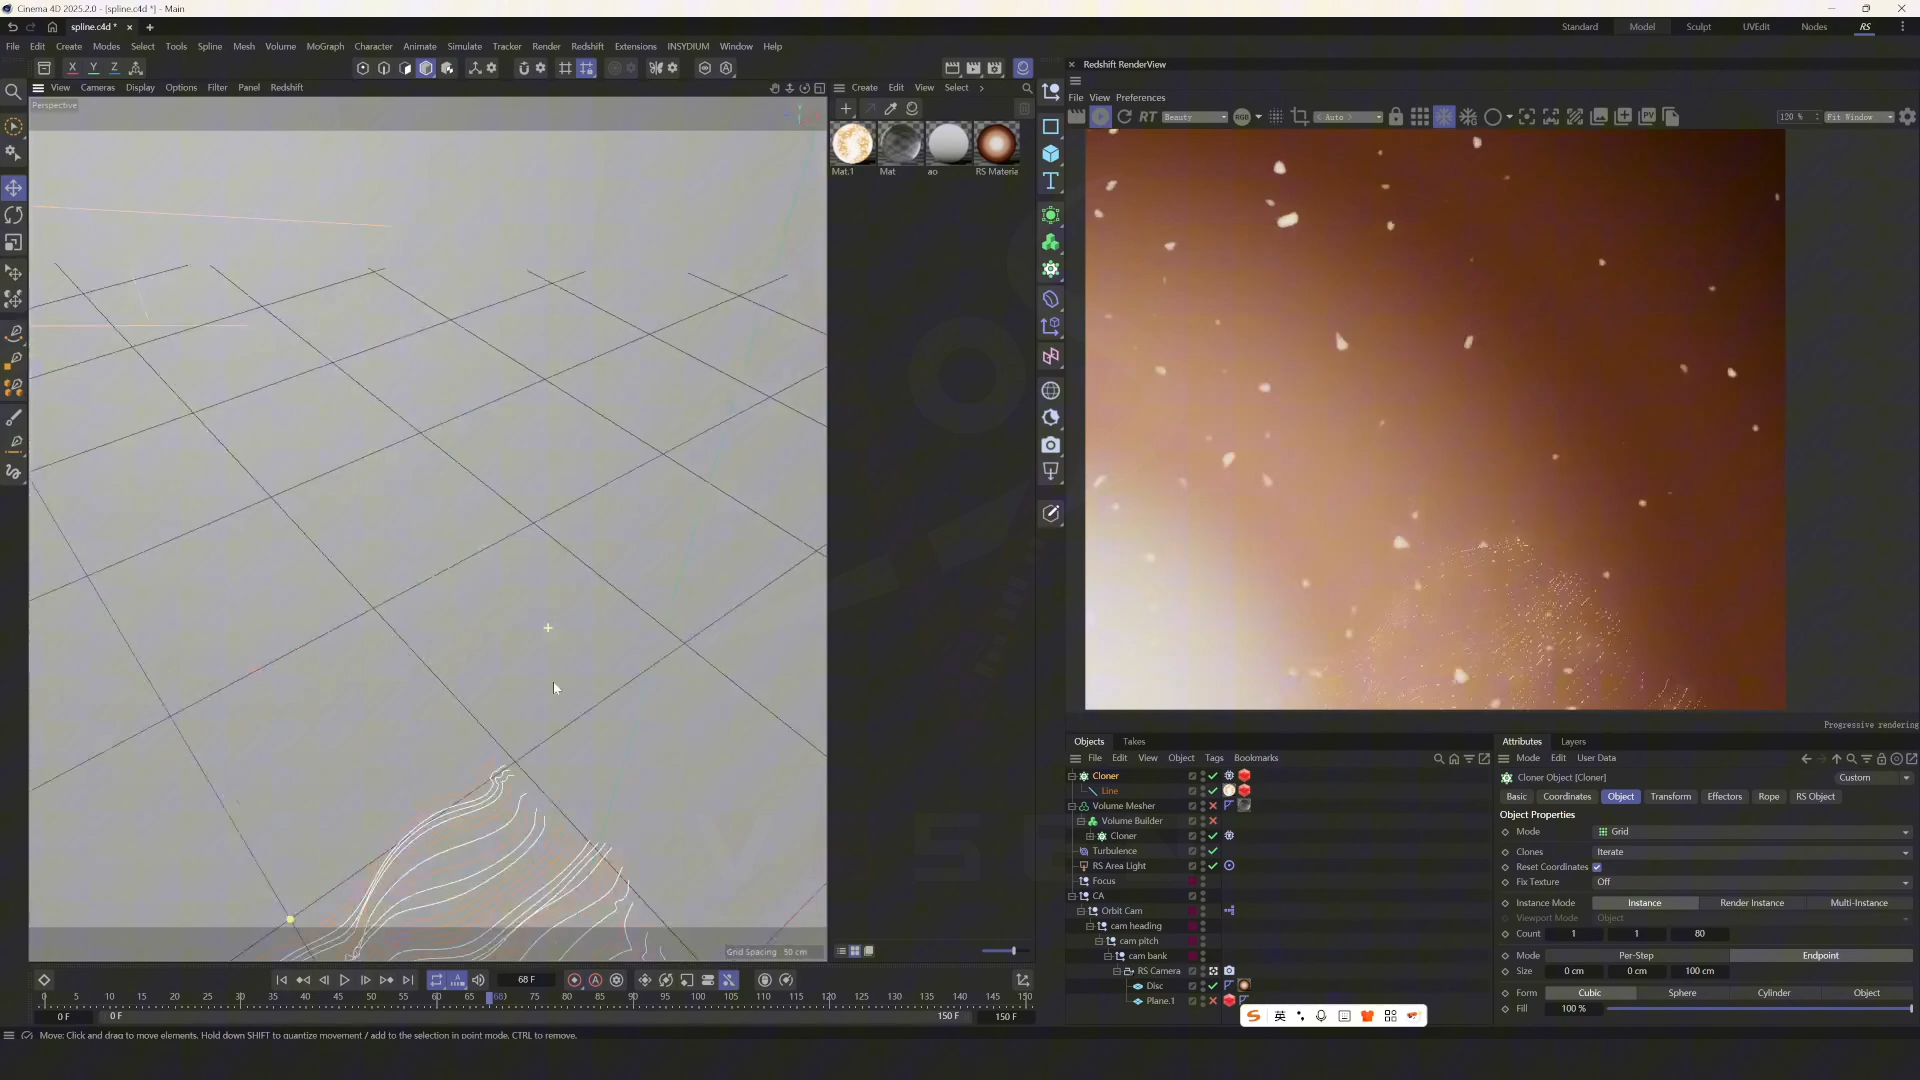 Cinema 4D 2025.2.0 - [spline.c4d *] - Main
spline.c4d *
Standard Model Sculpt UVEdit Nodes RS
File Edit Create Modes Select Tools Spline Mesh Volume MoGraph Character Animate Simulate Tracker Render Redshift Extensions INSYDIUM Window Help
X Y Z
View Cameras Display Options Filter Panel Redshift
Perspective
Create Edit View Select
Mat.1 Mat ao RS Materia
Redshift RenderView
File View Preferences
RT Beauty RGB < Auto > 120 % Fit Window
Progressive rendering
Grid Spacing : 50 cm
Objects Takes
File Edit View Object Tags Bookmarks
Cloner
Line
Volume Mesher
Volume Builder
Cloner
Turbulence
RS Area Light
Focus
CA
Orbit Cam
cam heading
cam pitch
cam bank
RS Camera
Disc
Plane.1
Attributes Layers
Mode Edit User Data
Cloner Object [Cloner] Custom
Basic Coordinates Object Transform Effectors Rope RS Object
Object Properties
Mode Grid
Clones Iterate
Reset Coordinates
Fix Texture Off
Instance Mode Instance Render Instance Multi-Instance
Viewport Mode Object
Count 1 1 80
Mode Per-Step Endpoint
Size 0 cm 0 cm 100 cm
Form Cubic Sphere Cylinder Object
Fill 100 %
68 F
0 5 10 15 20 25 30 35 40 45 50 55 60 65 68 75 80 85 90 95 100 105 110 115 120 125 130 135 140 145 150
0 F 0 F 150 F 150 F
英
Move: Click and drag to move elements. Hold down SHIFT to quantize movement / add to the selection in point mode, CTRL to remove.